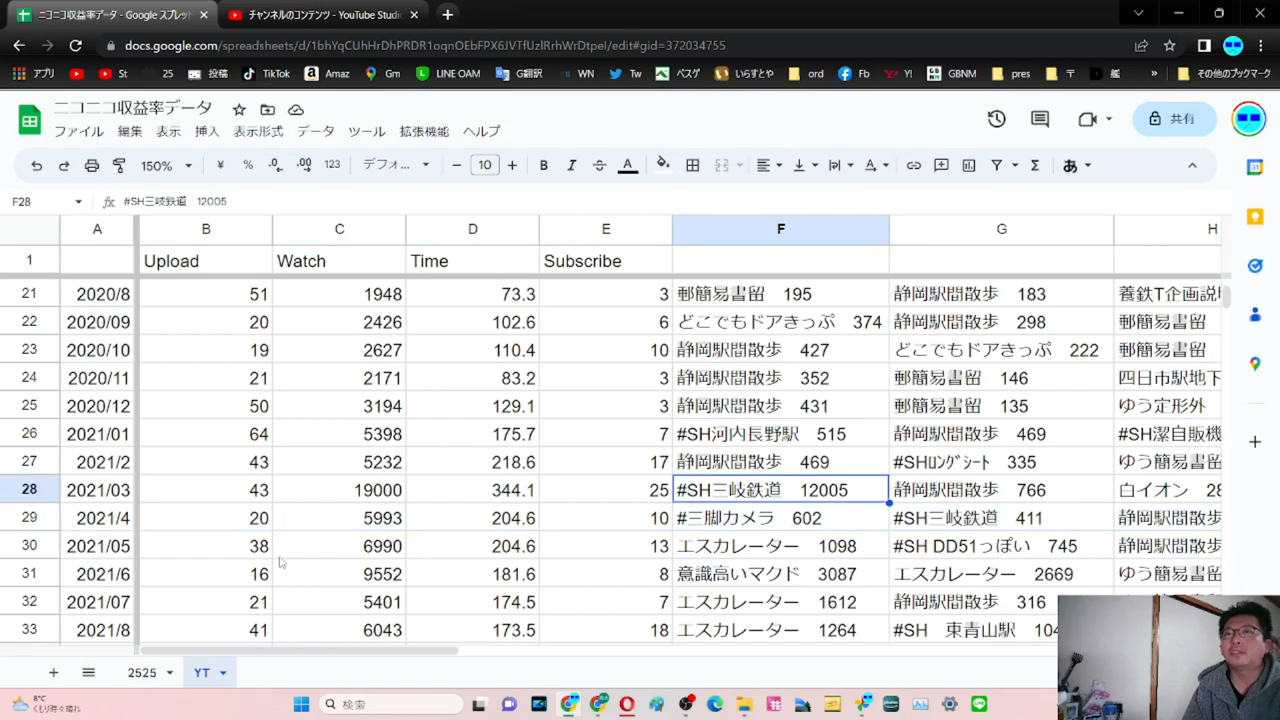 ニコニコ収益率データ - Google スプレッ
チャンネルのコンテンツ - YouTube Studi
docs.google.com/spreadsheets/d/1bhYqCUhHrDhPRDR1oqnOEbFPX6JVTfUzlRrhWrDtpeI/edit#gid=372034755
アプリ St 25 投稿 TikTok Amaz Gm LINE OAM G翻訳 WN Tw ペスゲ いらすとや ord Fb Y! GBNM pres 〒 艦 » その他のブックマーク
ニコニコ収益率データ
ファイル 編集 表示 挿入 表示形式 データ ツール 拡張機能 ヘルプ
共有
150% ¥ % .0 .00 123 デフォ... 10 B I A あ
F28 fx #SH三岐鉄道 12005
A B C D E F G H
1 Upload Watch Time Subscribe
21 2020/8 51 1948 73.3 3 郵簡易書留 195 静岡駅間散歩 183 養鉄T企画説明
22 2020/09 20 2426 102.6 6 どこでもドアきっぷ 374 静岡駅間散歩 298 郵簡易書留
23 2020/10 19 2627 110.4 10 静岡駅間散歩 427 どこでもドアきっぷ 222 郵簡易書留
24 2020/11 21 2171 83.2 3 静岡駅間散歩 352 郵簡易書留 146 四日市駅地下
25 2020/12 50 3194 129.1 3 静岡駅間散歩 431 郵簡易書留 135 ゆう定形外
26 2021/01 64 5398 175.7 7 #SH河内長野駅 515 静岡駅間散歩 469 #SH潔自販機
27 2021/2 43 5232 218.6 17 静岡駅間散歩 469 #SHﾛﾝｸﾞシート 335 ゆう簡易書留
28 2021/03 43 19000 344.1 25 #SH三岐鉄道 12005 静岡駅間散歩 766 白イオン 28
29 2021/4 20 5993 204.6 10 #三脚カメラ 602 #SH三岐鉄道 411 静岡駅間散歩
30 2021/05 38 6990 204.6 13 エスカレーター 1098 #SH DD51っぽい 745 静岡駅間散歩
31 2021/6 16 9552 181.6 8 意識高いマクド 3087 エスカレーター 2669 ゆう簡易書留
32 2021/07 21 5401 174.5 7 エスカレーター 1612 静岡駅間散歩 316
33 2021/8 41 6043 173.5 18 エスカレーター 1264 #SH 東青山駅 104
2525 YT
8°C
くもり時々晴れ
検索